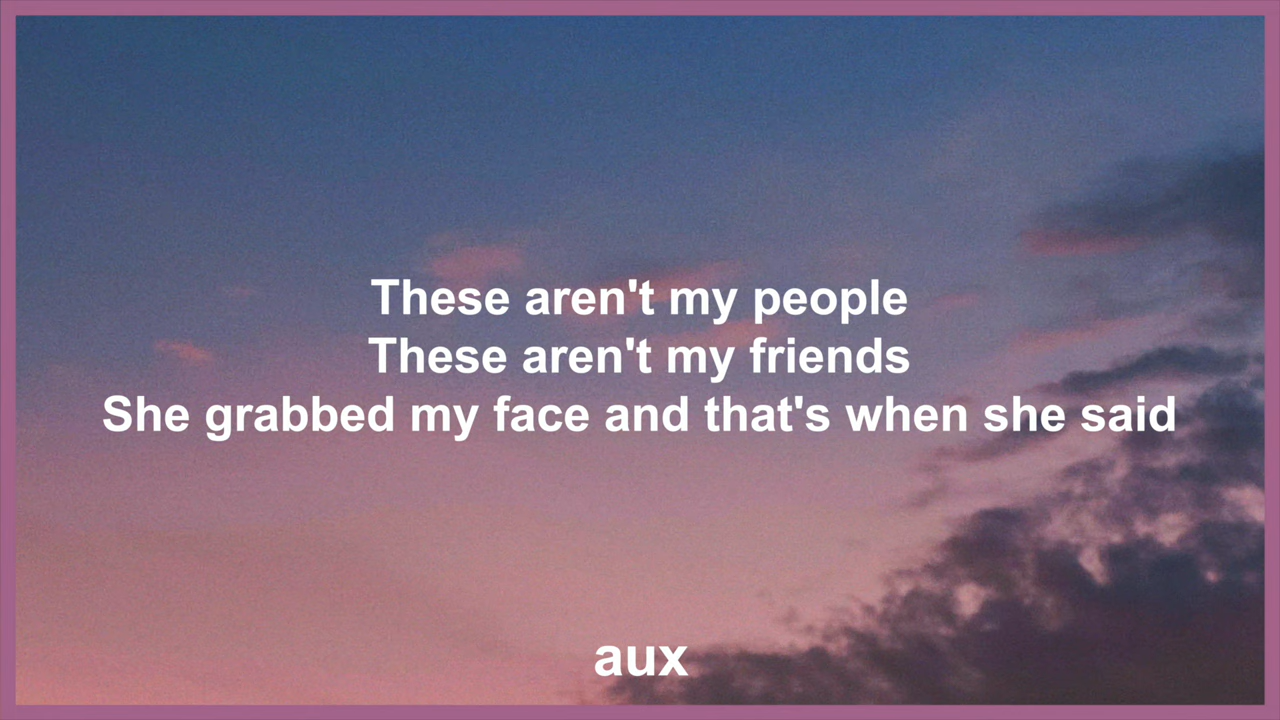 These aren't my people
These aren't my friends
She grabbed my face and that's when she said
aux